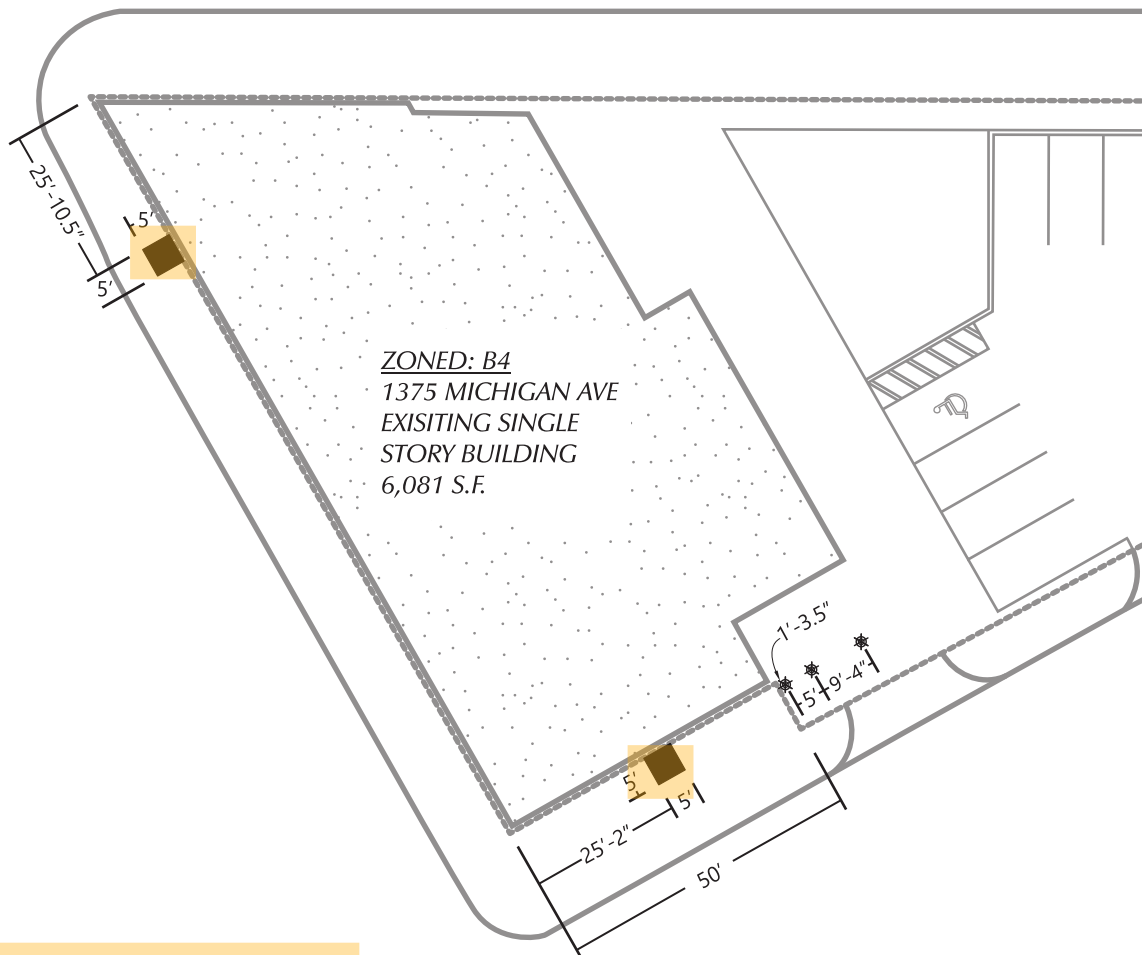 25'-10.5"
5'
5'
ZONED: B4
1375 MICHIGAN AVE
EXISITING SINGLE
STORY BUILDING
6,081 S.F.
1'-3.5"
5'
9'-4"
5'
5'
25'-2"
50'